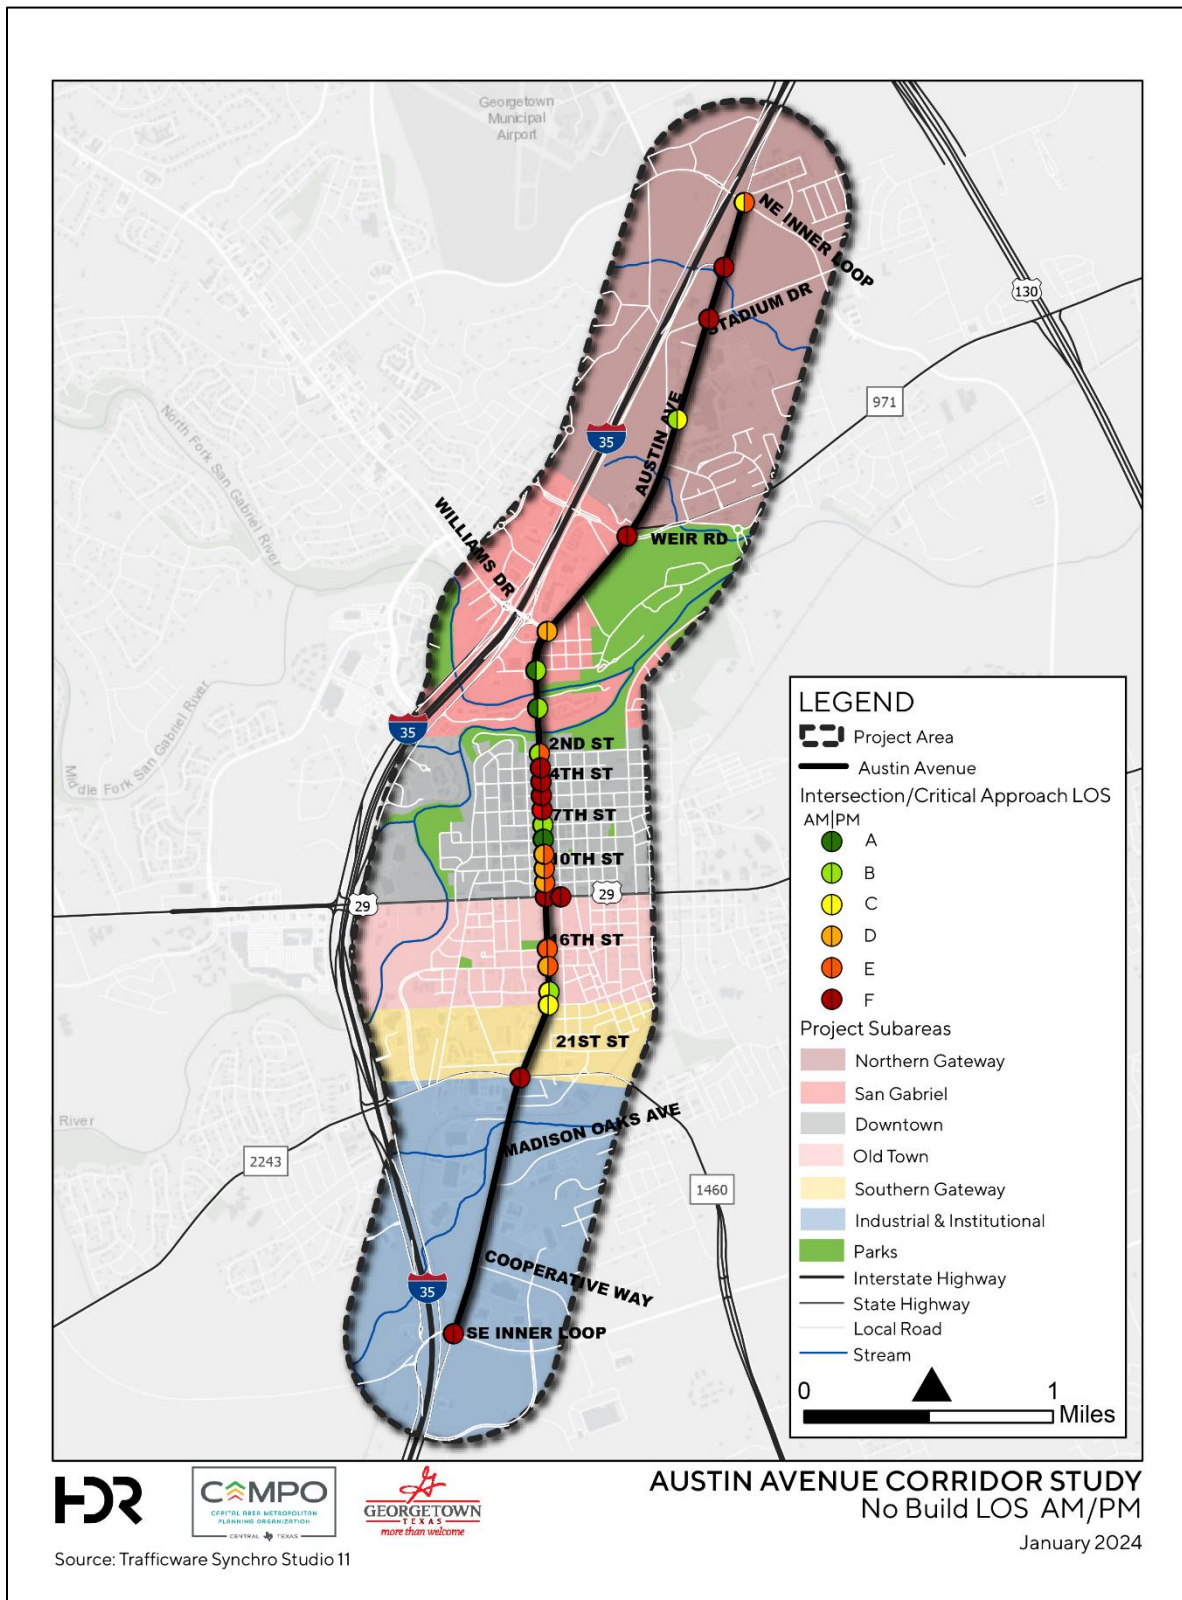 Georgetown
Municipal
Airport
NE INNER LOOP
130
STADIUM DR
971
35
AUSTIN AVE
North Fork San Gabriel River
WILLIAMS DR
WEIR RD
35
Middle Fork San Gabriel River
2ND ST
4TH ST
7TH ST
10TH ST
29
29
16TH ST
21ST ST
River
MADISON OAKS AVE
2243
1460
COOPERATIVE WAY
35
SE INNER LOOP
LEGEND
Project Area
Austin Avenue
Intersection/Critical Approach LOS
AM|PM
A
B
C
D
E
F
Project Subareas
Northern Gateway
San Gabriel
Downtown
Old Town
Southern Gateway
Industrial & Institutional
Parks
Interstate Highway
State Highway
Local Road
Stream
0 1
Miles
HDR
CAMPO
CAPITAL AREA METROPOLITAN
PLANNING ORGANIZATION
CENTRAL TEXAS
GEORGETOWN
TEXAS
more than welcome
AUSTIN AVENUE CORRIDOR STUDY
No Build LOS AM/PM
January 2024
Source: Trafficware Synchro Studio 11